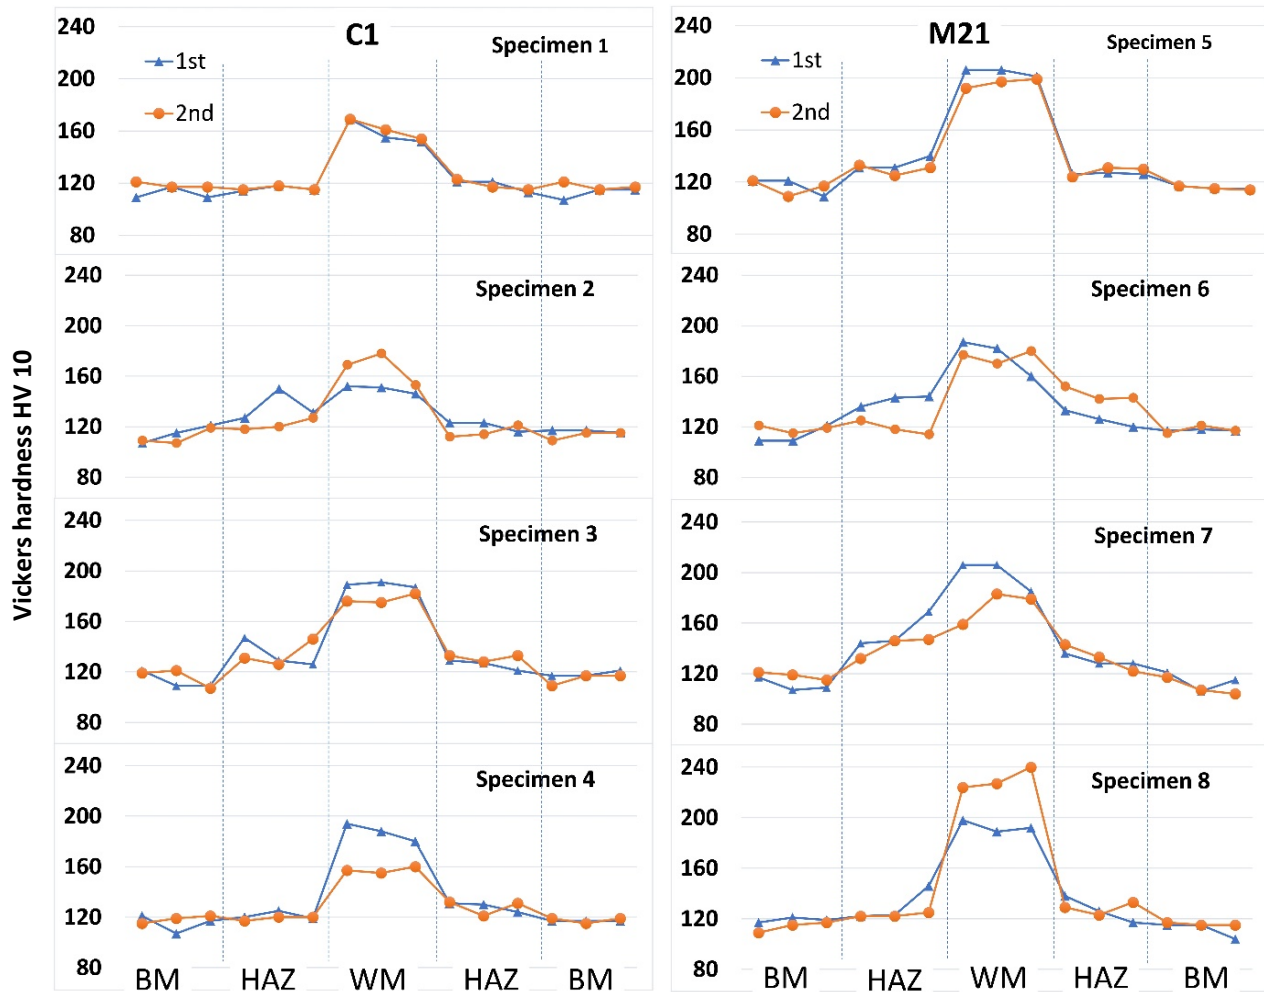 Vickers hardness HV 10
C1
Specimen 1
1st
2nd
240
200
160
120
80
Specimen 2
240
200
160
120
80
Specimen 3
240
200
160
120
80
Specimen 4
240
200
160
120
80
BM HAZ WM HAZ BM
M21
Specimen 5
1st
2nd
240
200
160
120
80
Specimen 6
240
200
160
120
80
Specimen 7
240
200
160
120
80
Specimen 8
240
200
160
120
80
BM HAZ WM HAZ BM